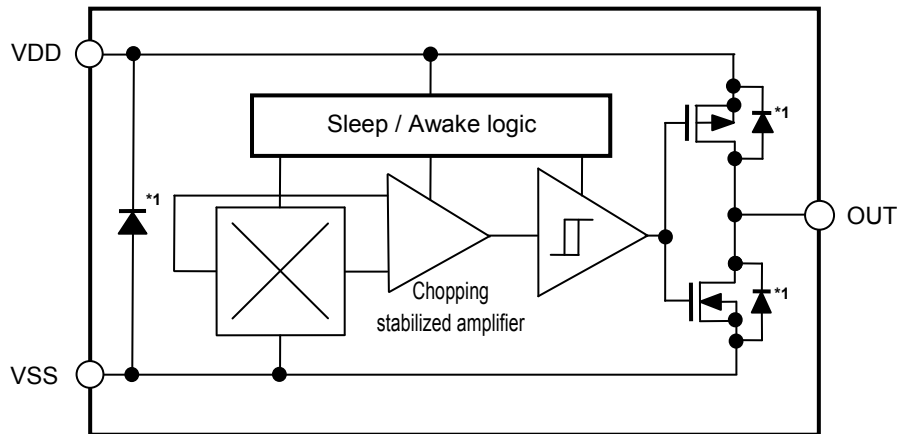 VDD
Sleep / Awake logic
*1
*1
OUT
Chopping
stabilized amplifier
*1
VSS